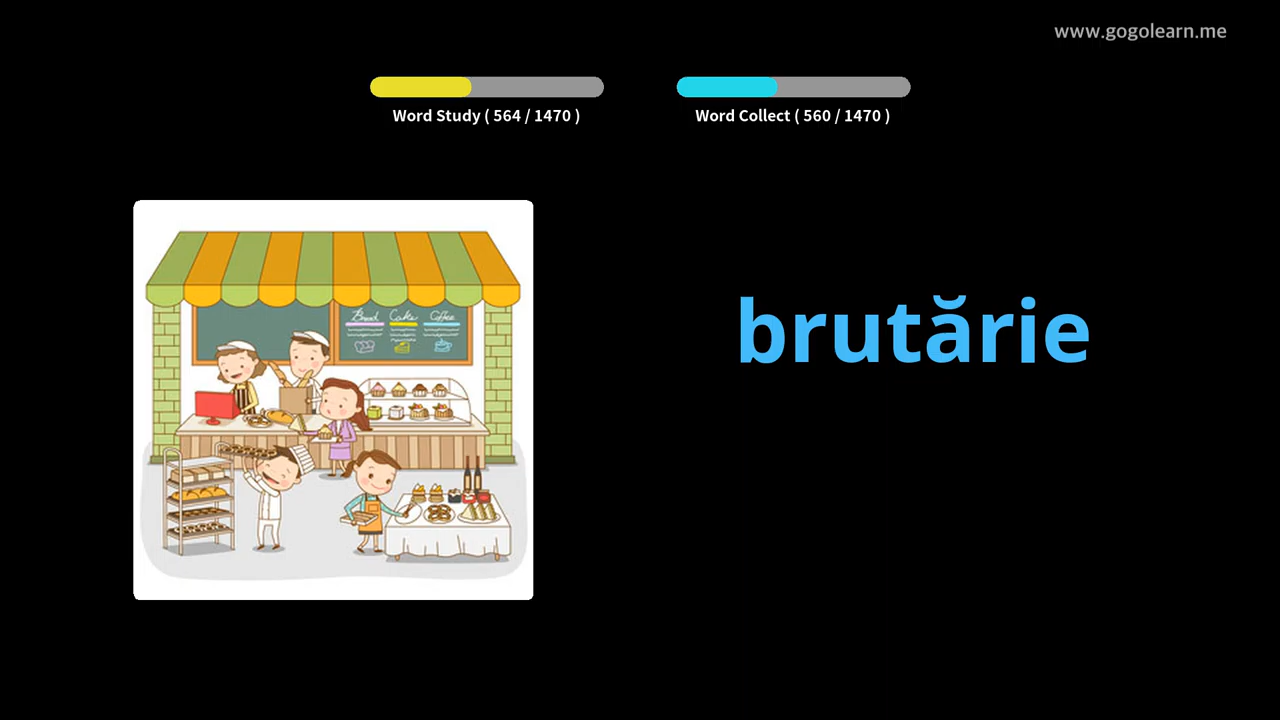 www.gogolearn.me
Word Study ( 564 / 1470 )
Word Collect ( 560 / 1470 )
Bread Cake Coffee
brutărie